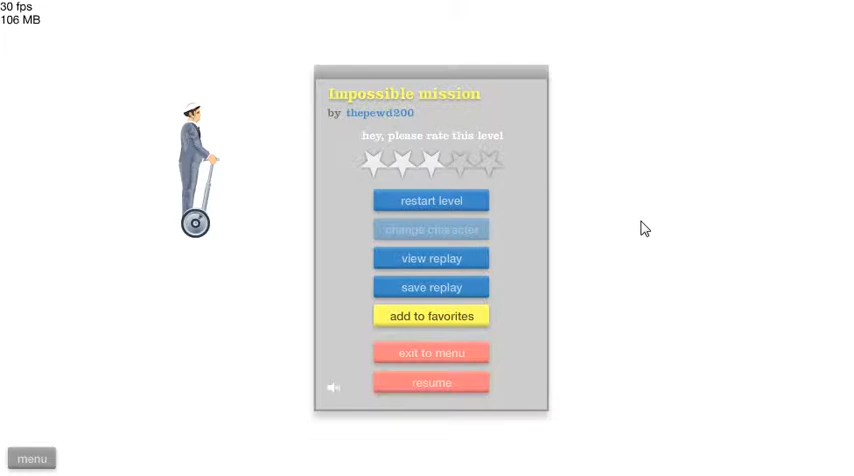 30 fps
106 MB
Impossible mission
by thepewd200
hey, please rate this level
restart level
change character
view replay
save replay
add to favorites
exit to menu
resume
menu